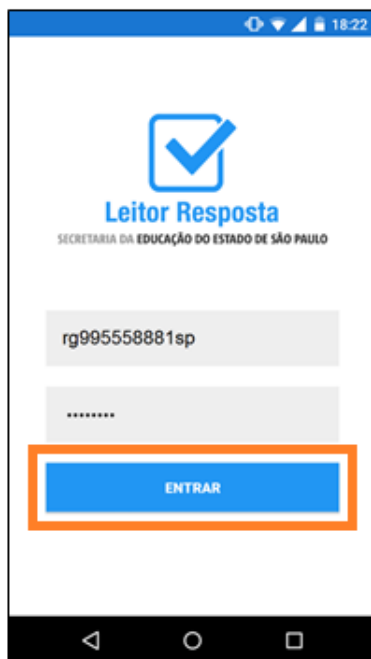 18:22
Leitor Resposta
SECRETARIA DA EDUCAÇÃO DO ESTADO DE SÃO PAULO
rg995558881sp
••••••••
ENTRAR